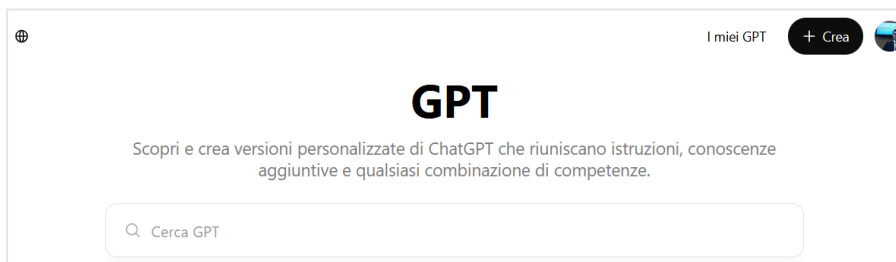 I miei GPT
+ Crea
GPT
Scopri e crea versioni personalizzate di ChatGPT che riuniscano istruzioni, conoscenze
aggiuntive e qualsiasi combinazione di competenze.
Cerca GPT